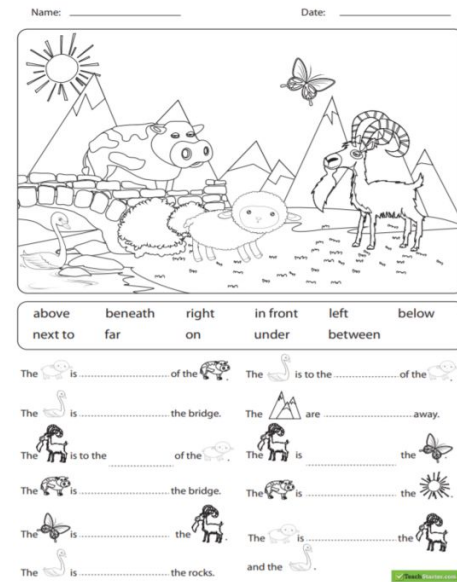 Name: Date:
above beneath right in front left below
next to far on under between
The is of the .
The is the bridge.
The is to the of the .
The is the bridge.
The is the .
The is the rocks.
The is to the of the .
The are away.
The is the .
The is the .
The is the
and the .